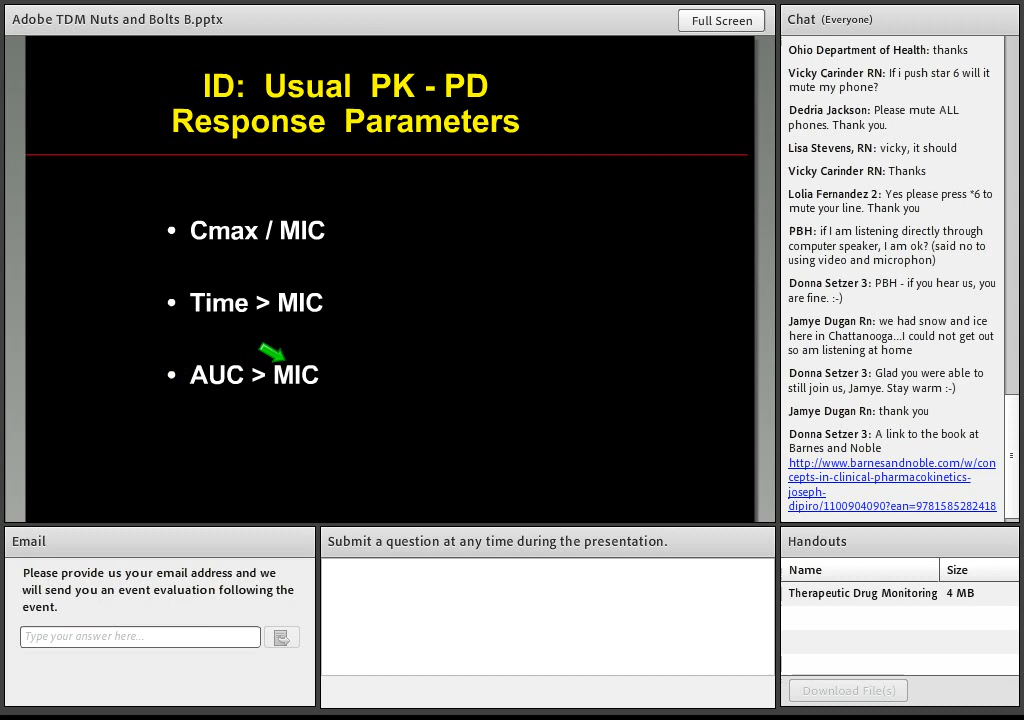 Adobe TDM Nuts and Bolts B.pptx
Full Screen
ID: Usual PK - PD
Response Parameters
• Cmax / MIC
• Time > MIC
• AUC > MIC
Chat (Everyone)
Ohio Department of Health: thanks
Vicky Carinder RN: If i push star 6 will it
mute my phone?
Dedria Jackson: Please mute ALL
phones. Thank you.
Lisa Stevens, RN: vicky, it should
Vicky Carinder RN: Thanks
Lolia Fernandez 2: Yes please press *6 to
mute your line. Thank you
PBH: if I am listening directly through
computer speaker, I am ok? (said no to
using video and microphon)
Donna Setzer 3: PBH - if you hear us, you
are fine. :-)
Jamye Dugan Rn: we had snow and ice
here in Chattanooga...I could not get out
so am listening at home
Donna Setzer 3: Glad you were able to
still join us, Jamye. Stay warm :-)
Jamye Dugan Rn: thank you
Donna Setzer 3: A link to the book at
Barnes and Noble
http://www.barnesandnoble.com/w/con
cepts-in-clinical-pharmacokinetics-
joseph-
dipiro/1100904090?ean=9781585282418
Email
Please provide us your email address and we
will send you an event evaluation following the
event.
Type your answer here...
Submit a question at any time during the presentation.
Handouts
Name Size
Therapeutic Drug Monitoring 4 MB
Download File(s)